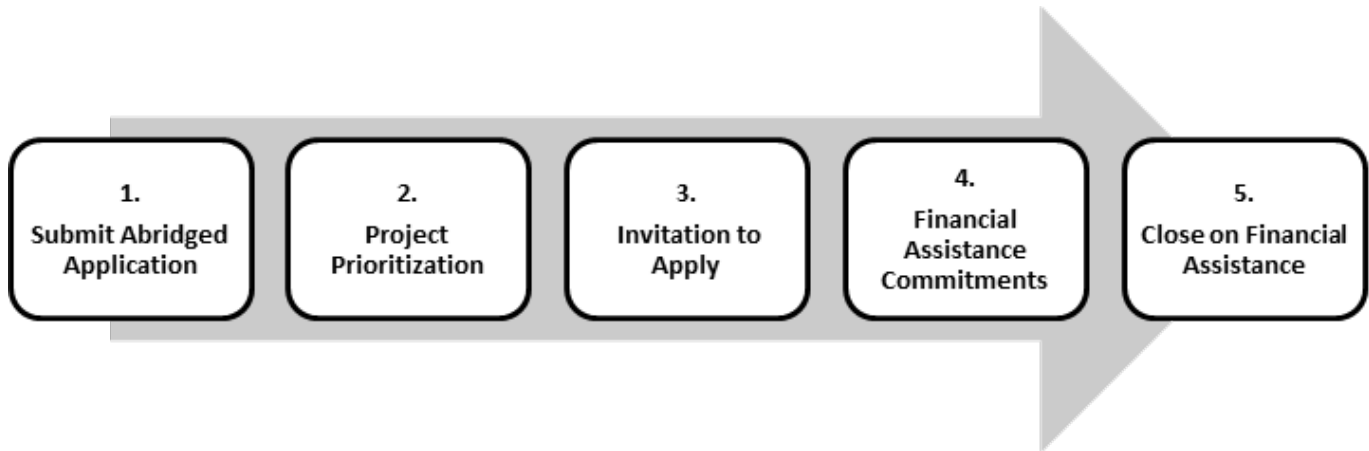 1.
Submit Abridged
Application
2.
Project
Prioritization
3.
Invitation to
Apply
4.
Financial
Assistance
Commitments
5.
Close on Financial
Assistance